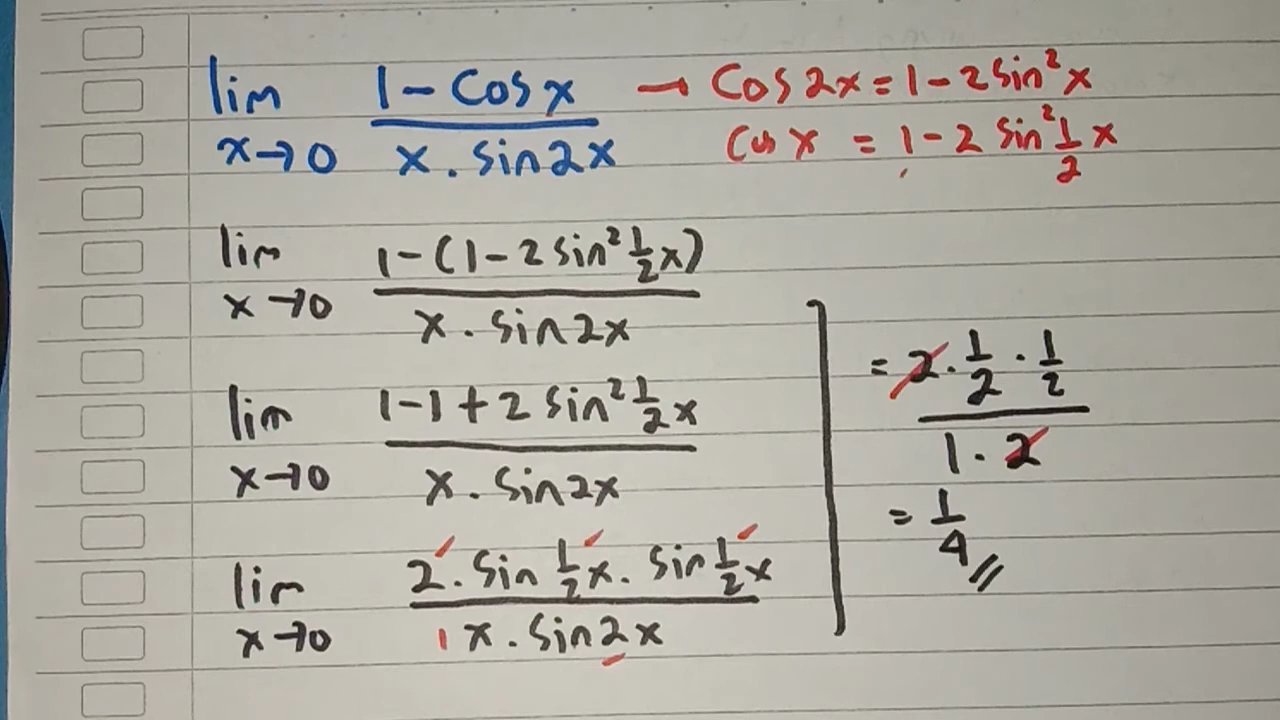 lim x→0 (1 - Cos x)/(x . sin 2x) → Cos 2x = 1 - 2 sin² x
Cos x = 1 - 2 sin² 1/2 x
lim x→0 (1 - (1 - 2 sin² 1/2 x))/(x . sin 2x)
lim x→0 (1 - 1 + 2 sin² 1/2 x)/(x . sin 2x)
lim x→0 (2 . sin 1/2 x . sin 1/2 x)/(1 x . sin 2x)
= (2 . 1/2 . 1/2)/(1 . 2)
= 1/4 //